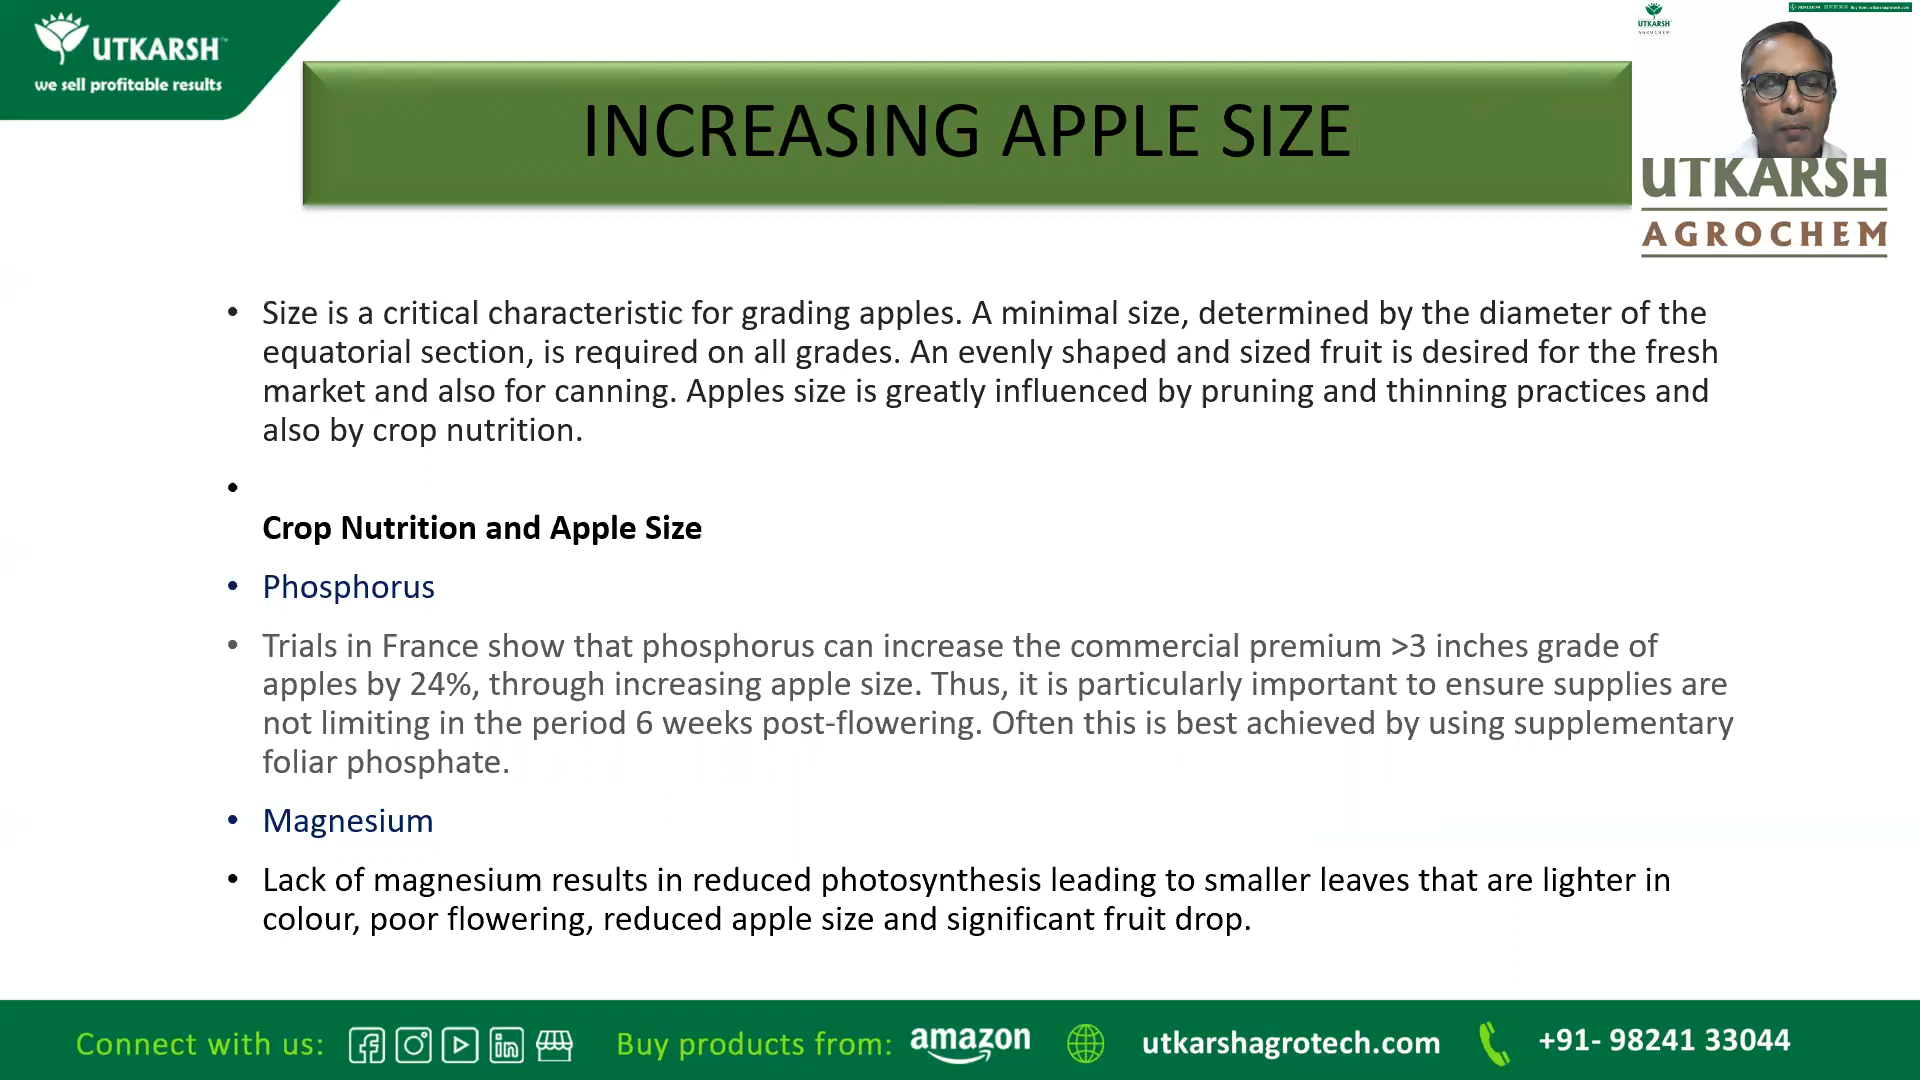 UTKARSH
we sell profitable results
UTKARSH
AGROCHEM
INCREASING APPLE SIZE
UTKARSH
AGROCHEM
• Size is a critical characteristic for grading apples. A minimal size, determined by the diameter of the
equatorial section, is required on all grades. An evenly shaped and sized fruit is desired for the fresh
market and also for canning. Apples size is greatly influenced by pruning and thinning practices and
also by crop nutrition.
•
Crop Nutrition and Apple Size
• Phosphorus
• Trials in France show that phosphorus can increase the commercial premium >3 inches grade of
apples by 24%, through increasing apple size. Thus, it is particularly important to ensure supplies are
not limiting in the period 6 weeks post-flowering. Often this is best achieved by using supplementary
foliar phosphate.
• Magnesium
• Lack of magnesium results in reduced photosynthesis leading to smaller leaves that are lighter in
colour, poor flowering, reduced apple size and significant fruit drop.
Connect with us: Buy products from: amazon utkarshagrotech.com +91- 98241 33044